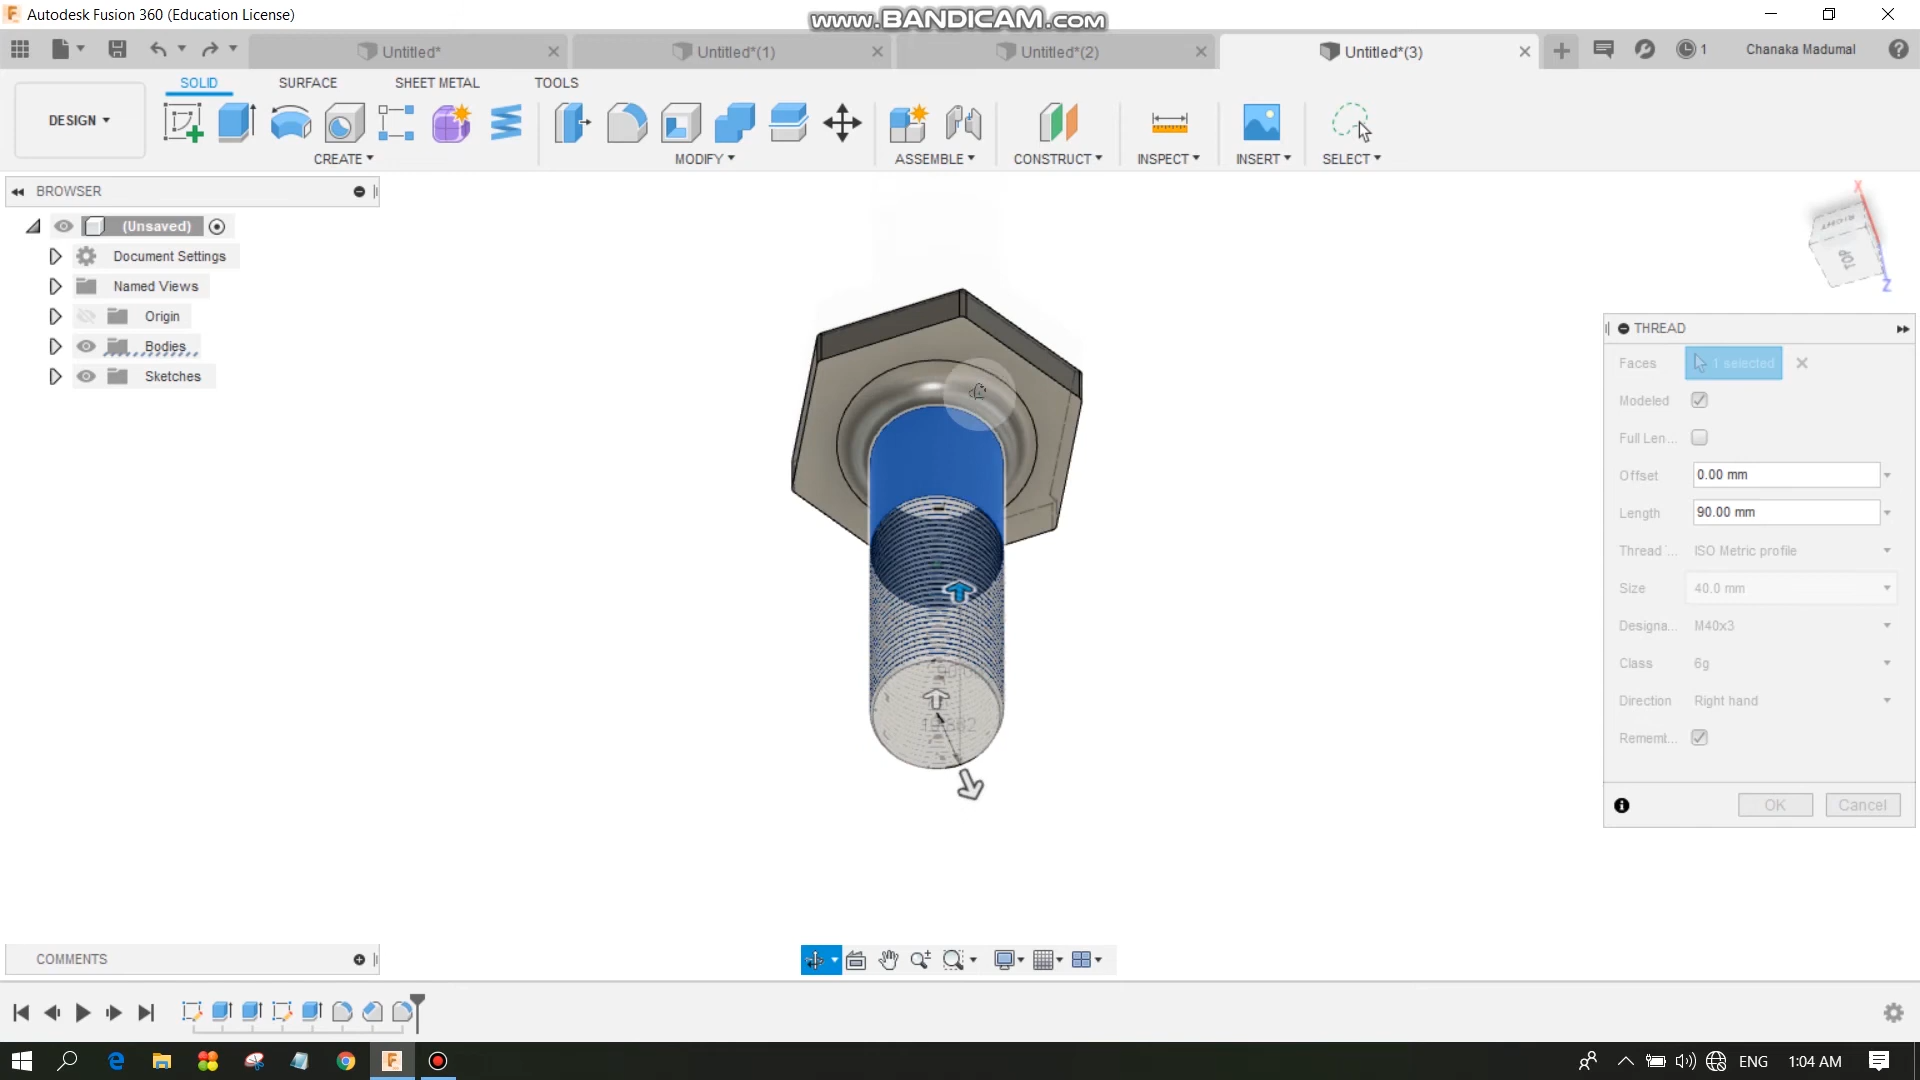 Autodesk Fusion 360 (Education License)
www.BANDICAM.com
Untitled*
Untitled*(1)
Untitled*(2)
Untitled*(3)
1
Chanaka Madumal
SOLID
SURFACE
SHEET METAL
TOOLS
DESIGN
CREATE
MODIFY
ASSEMBLE
CONSTRUCT
INSPECT
INSERT
SELECT
BROWSER
(Unsaved)
Document Settings
Named Views
Origin
Bodies
Sketches
X
TOP
Z
THREAD
Faces 1 selected
Modeled
Full Len...
Offset 0.00 mm
Length 90.00 mm
Thread ... ISO Metric profile
Size 40.0 mm
Designa... M40x3
Class 6g
Direction Right hand
Rememb...
OK Cancel
COMMENTS
ENG
1:04 AM